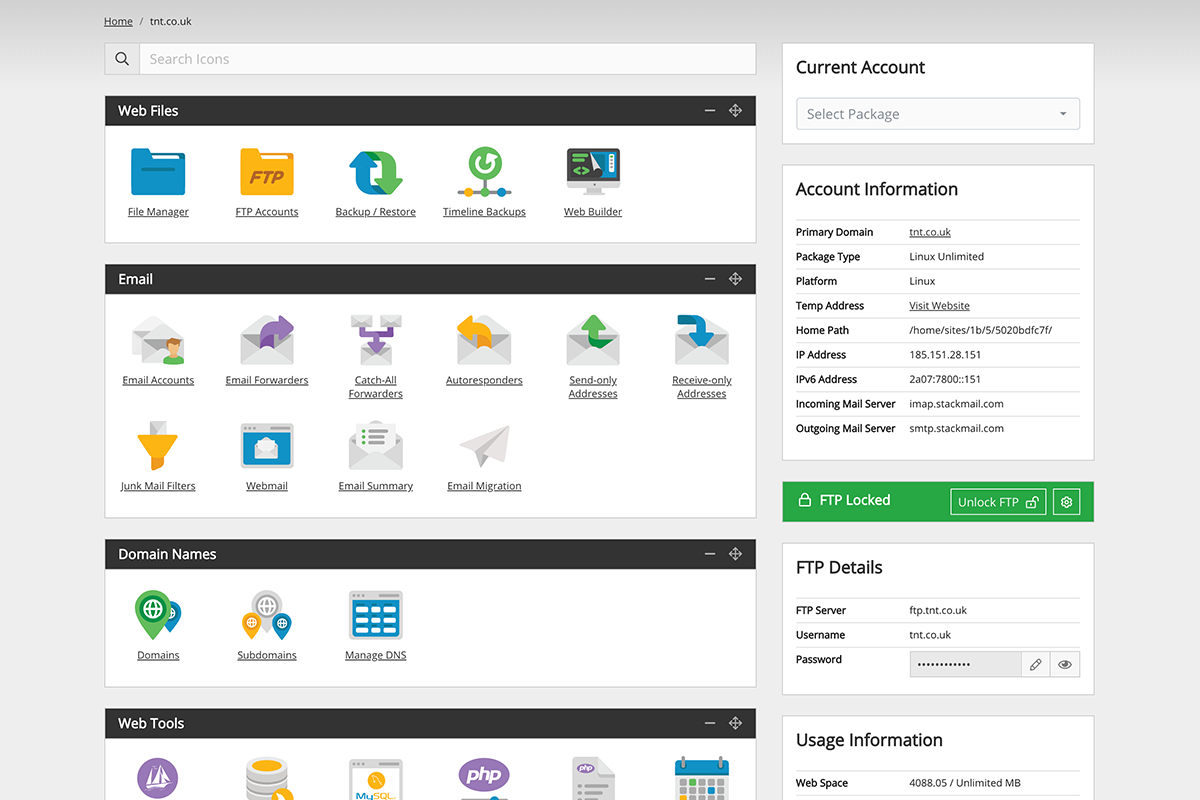 Home / tnt.co.uk
Search Icons
Web Files
FTP
File Manager
FTP Accounts
Backup / Restore
Timeline Backups
Web Builder
Email
Email Accounts
Email Forwarders
Catch-All
Forwarders
Autoresponders
Send-only
Addresses
Receive-only
Addresses
Junk Mail Filters
Webmail
Email Summary
Email Migration
Domain Names
Domains
Subdomains
Manage DNS
Web Tools
MySQL
php
php
Current Account
Select Package
Account Information
Primary Domain tnt.co.uk
Package Type Linux Unlimited
Platform Linux
Temp Address Visit Website
Home Path /home/sites/1b/5/5020bdfc7f/
IP Address 185.151.28.151
IPv6 Address 2a07:7800::151
Incoming Mail Server imap.stackmail.com
Outgoing Mail Server smtp.stackmail.com
FTP Locked Unlock FTP
FTP Details
FTP Server ftp.tnt.co.uk
Username tnt.co.uk
Password ••••••••••••
Usage Information
Web Space 4088.05 / Unlimited MB